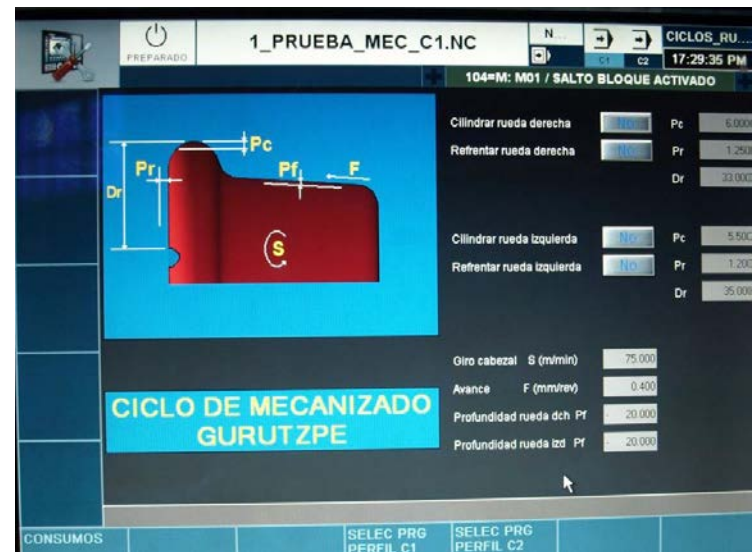 PREPARADO
1_PRUEBA_MEC_C1.NC
N...
C1
C2
CICLOS_RU....
17:29:35 PM
104=M: M01 / SALTO BLOQUE ACTIVADO
Pc
Pr
Pf
F
Dr
S
Cilindrar rueda derecha No Pc 6.000
Refrentar rueda derecha No Pr 1.250
Dr 33.000
Cilindrar rueda izquierda No Pc 5.500
Refrentar rueda izquierda No Pr 1.200
Dr 35.000
Giro cabezal S (m/min) 75.000
Avance F (mm/rev) 0.400
Profundidad rueda dch Pf - 20.000
Profundidad rueda izd Pf - 20.000
CICLO DE MECANIZADO
GURUTZPE
CONSUMOS
SELEC PRG
PERFIL C1
SELEC PRG
PERFIL C2